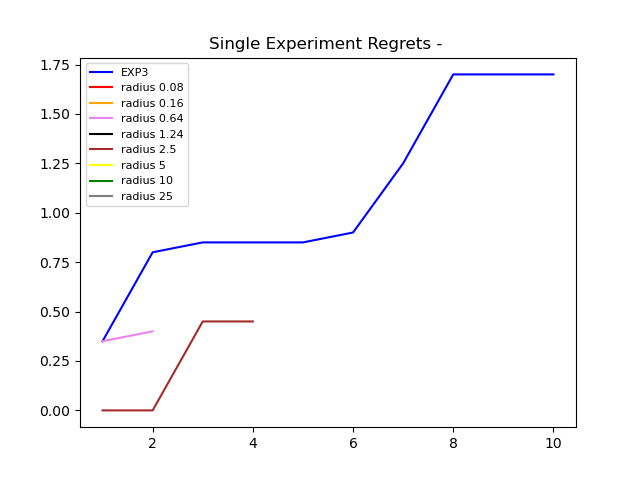 Single Experiment Regrets -
1.75
1.50
1.25
1.00
0.75
0.50
0.25
0.00
EXP3
radius 0.08
radius 0.16
radius 0.64
radius 1.24
radius 2.5
radius 5
radius 10
radius 25
2 4 6 8 10